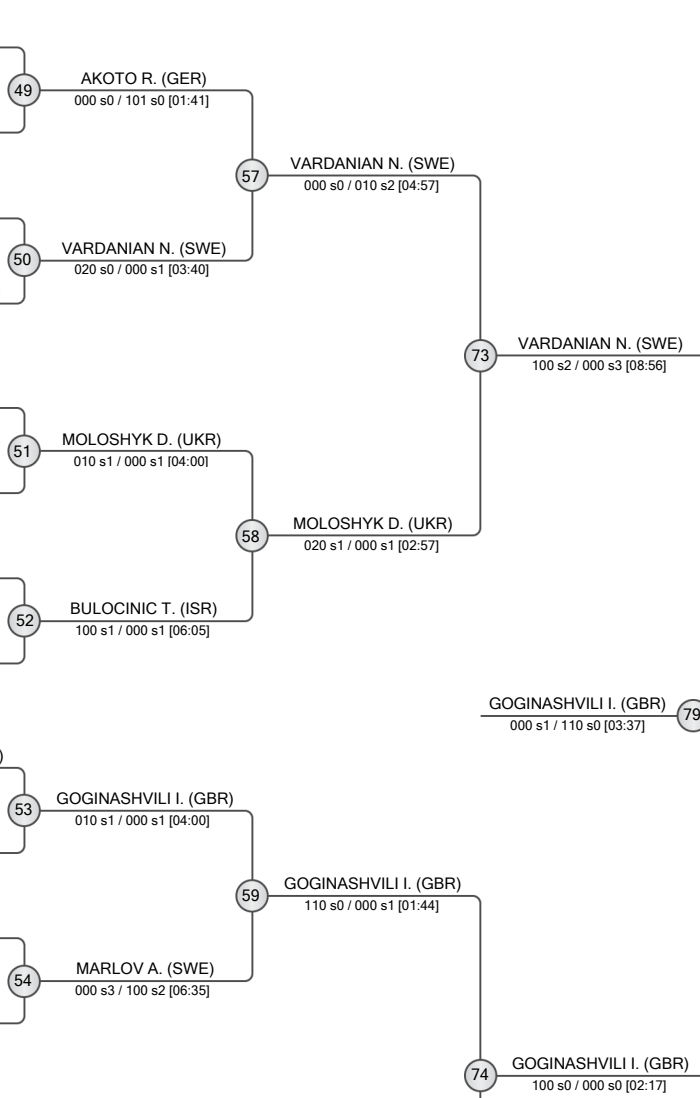 49
AKOTO R. (GER)
000 s0 / 101 s0 [01:41]
57
VARDANIAN N. (SWE)
000 s0 / 010 s2 [04:57]
50
VARDANIAN N. (SWE)
020 s0 / 000 s1 [03:40]
73
VARDANIAN N. (SWE)
100 s2 / 000 s3 [08:56]
51
MOLOSHYK D. (UKR)
010 s1 / 000 s1 [04:00]
58
MOLOSHYK D. (UKR)
020 s1 / 000 s1 [02:57]
52
BULOCINIC T. (ISR)
100 s1 / 000 s1 [06:05]
GOGINASHVILI I. (GBR)
000 s1 / 110 s0 [03:37]
79
)
53
GOGINASHVILI I. (GBR)
010 s1 / 000 s1 [04:00]
59
GOGINASHVILI I. (GBR)
110 s0 / 000 s1 [01:44]
54
MARLOV A. (SWE)
000 s3 / 100 s2 [06:35]
74
GOGINASHVILI I. (GBR)
100 s0 / 000 s0 [02:17]